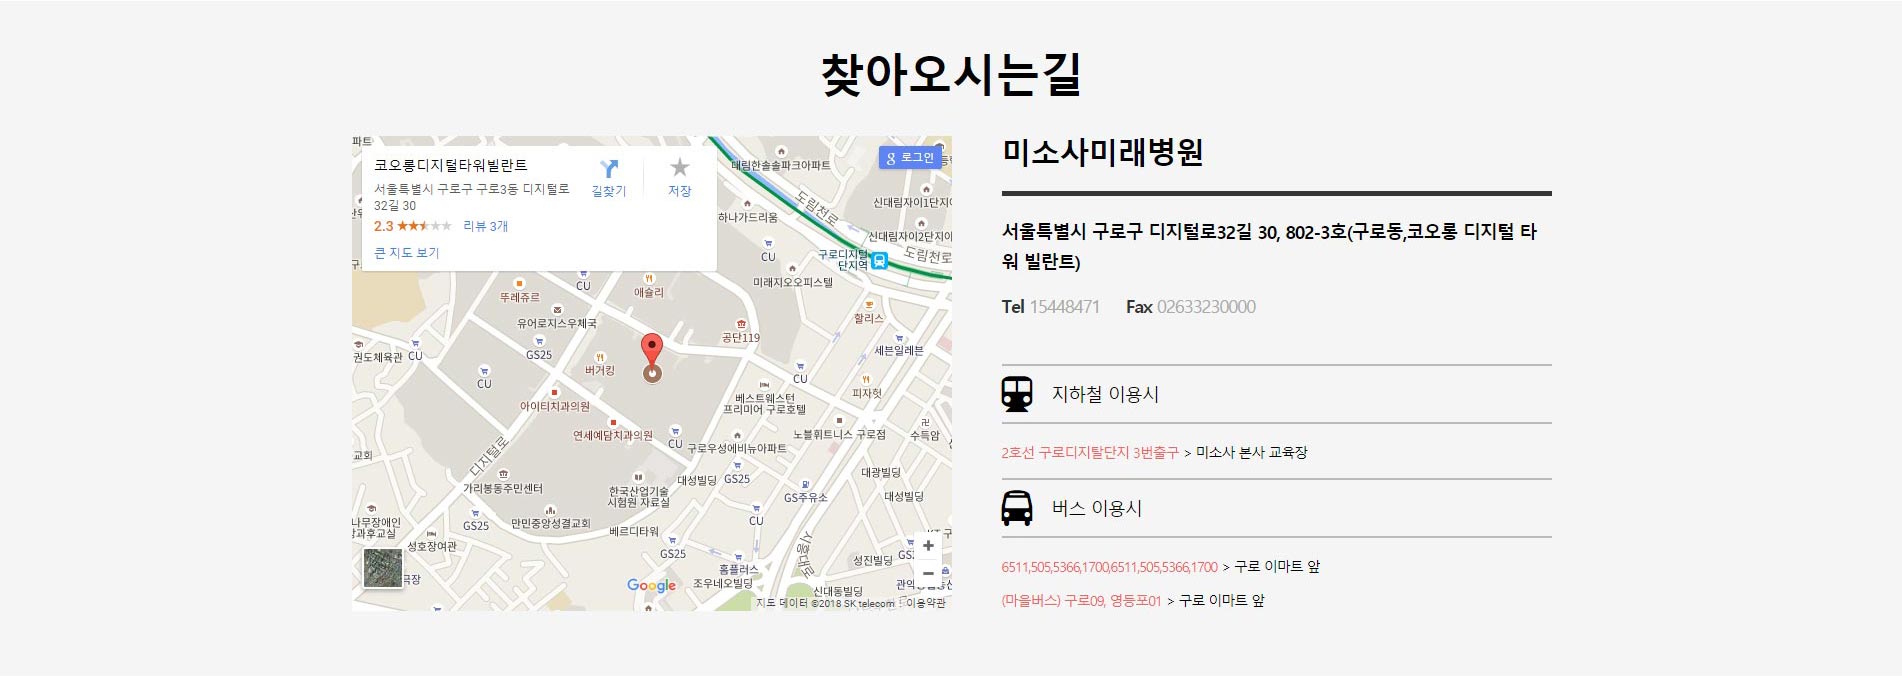 찾아오시는길
파트
코오롱디지털타워빌란트
서울특별시 구로구 구로3동 디지털로
32길 30
2.3
리뷰 3개
큰 지도 보기
길찾기
저장
로그인
대림한솔솔파크아파트
도림천로
하나가드리움
신대림자이1단지아
신대림자이2단지아
도림천로
구로디지털
단지역
CU
미래지오오피스텔
CU
애슐리
뚜레쥬르
유어로지스우체국
공단119
할리스
세븐일레븐
권도체육관
CU
GS25
버거킹
CU
CU
피자헛
아이티치과의원
베스트웨스턴
프리미어 구로호텔
연세예담치과의원
CU
구로우성에비뉴아파트
노블휘트니스 구로점
수득암
교회
디지털로
가리봉동주민센터
한국산업기술
시험원 자료실
대성빌딩
GS25
대광빌딩
GS주유소
대성빌딩
나무장애인
방과후교실
GS25
만민중앙성결교회
베르디타워
CU
성호장여관
GS25
시흥대로
성진빌딩
GS
극장
홈플러스
조우네오빌딩
신대동빌딩
관악
Google
지도 데이터 ©2018 SK telecom
이용약관
미소사미래병원
서울특별시 구로구 디지털로32길 30, 802-3호(구로동,코오롱 디지털 타
워 빌란트)
Tel 15448471 Fax 02633230000
지하철 이용시
2호선 구로디지탈단지 3번출구 > 미소사 본사 교육장
버스 이용시
6511,505,5366,1700,6511,505,5366,1700 > 구로 이마트 앞
(마을버스) 구로09, 영등포01 > 구로 이마트 앞